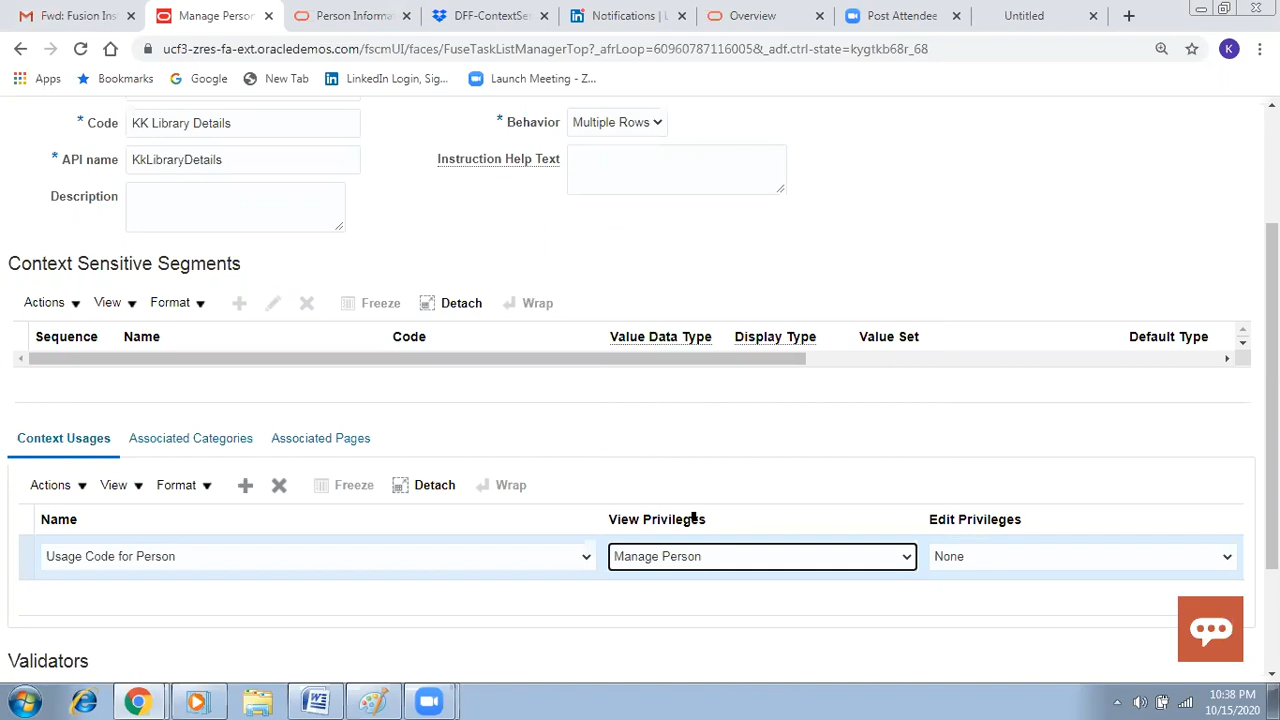 Fwd: Fusion Ins
Manage Person
Person Informa
DFF-ContextSe
Notifications | L
Overview
Post Attendee
Untitled
ucf3-zres-fa-ext.oracledemos.com/fscmUI/faces/FuseTaskListManagerTop?_afrLoop=60960787116005&_adf.ctrl-state=kygtkb68r_68
K
Apps
Bookmarks
Google
New Tab
LinkedIn Login, Sig...
Launch Meeting - Z...
* Code
KK Library Details
* Behavior
Multiple Rows
* API name
KkLibraryDetails
Instruction Help Text
Description
Context Sensitive Segments
Actions
View
Format
Freeze
Detach
Wrap
Sequence
Name
Code
Value Data Type
Display Type
Value Set
Default Type
Context Usages
Associated Categories
Associated Pages
Actions
View
Format
Freeze
Detach
Wrap
Name
View Privileges
Edit Privileges
Usage Code for Person
Manage Person
None
Validators
10:38 PM
10/15/2020